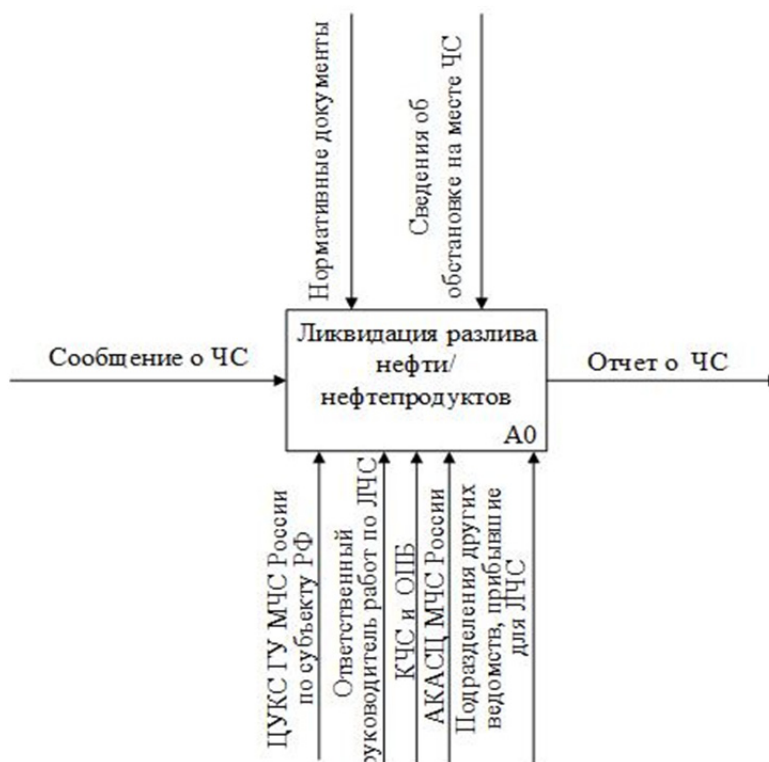 Нормативные документы
Сведения об
обстановке на месте ЧС
Сообщение о ЧС
Ликвидация разлива
нефти/
нефтепродуктов
А0
Отчет о ЧС
ЦУКС ГУ МЧС России
по субъекту РФ
Ответственный
руководитель работ по ЛЧС
КЧС и ОПБ
АКАСЦ МЧС России
Подразделения других
ведомств, прибывшие
для ЛЧС